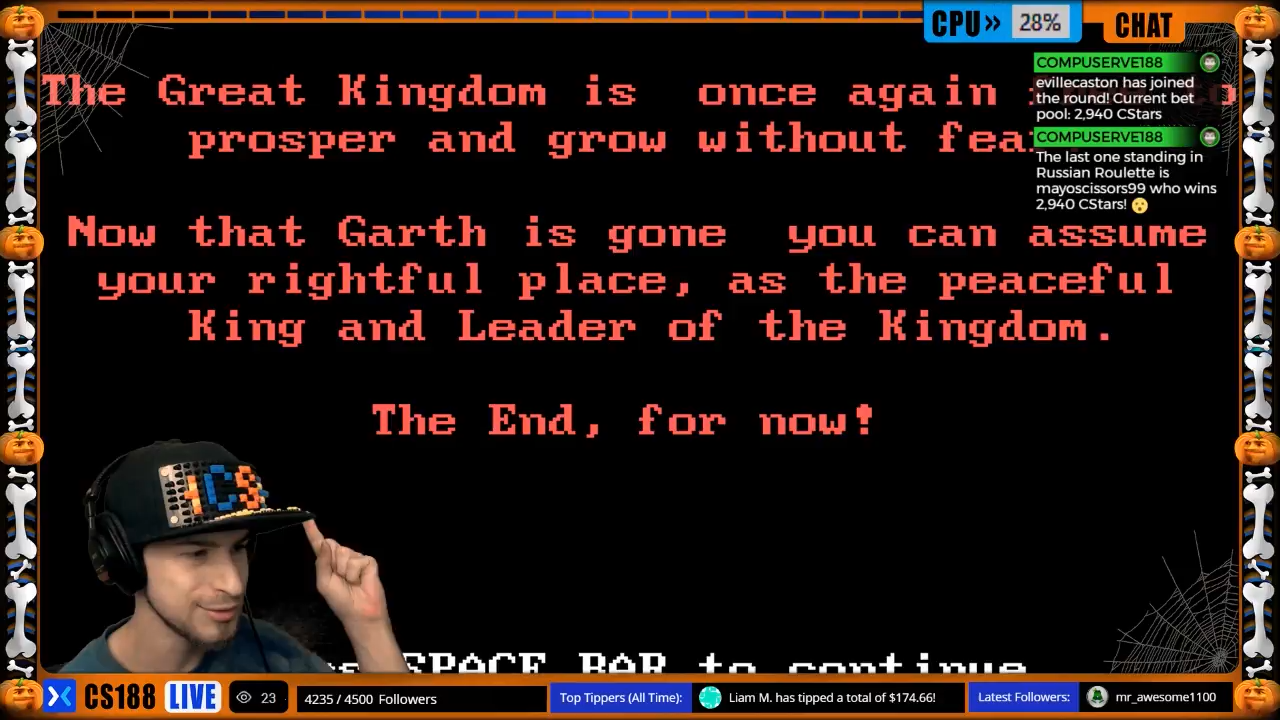 CPU» 28%
CHAT
COMPUSERVE188
evillecaston has joined
the round! Current bet
pool: 2,940 CStars
COMPUSERVE188
The last one standing in
Russian Roulette is
mayoscissors99 who wins
2,940 CStars! 😮
The Great Kingdom is once again
prosper and grow without
Now that Garth is gone you can assume
your rightful place, as the peaceful
King and Leader of the Kingdom.
The End, for now!
CS
SPACE BAR to continue
CS188 LIVE
23
4235 / 4500 Followers
Top Tippers (All Time):
Liam M. has tipped a total of $174.66!
Latest Followers:
mr_awesome1100